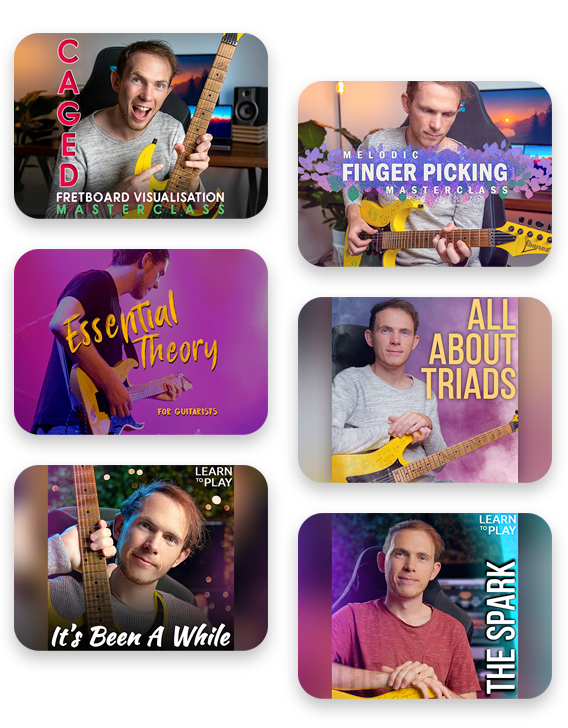 CAGED
FRETBOARD VISUALISATION
MASTERCLASS
MELODIC
FINGER PICKING
MASTERCLASS
Ibanez
Essential
Theory
FOR GUITARISTS
ALL
ABOUT
TRIADS
LEARN
TO PLAY
It's Been A While
LEARN
TO PLAY
THE SPARK